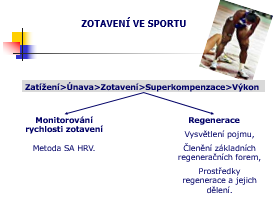 ZOTAVENÍ VE SPORTU
Zatížení>Únava>Zotavení>Superkompenzace>Výkon
Monitorování
rychlosti zotavení
Metoda SA HRV.
Regenerace
Vysvětlení pojmu,
Členění základních
regeneračních forem,
Prostředky
regenerace a jejich
dělení.